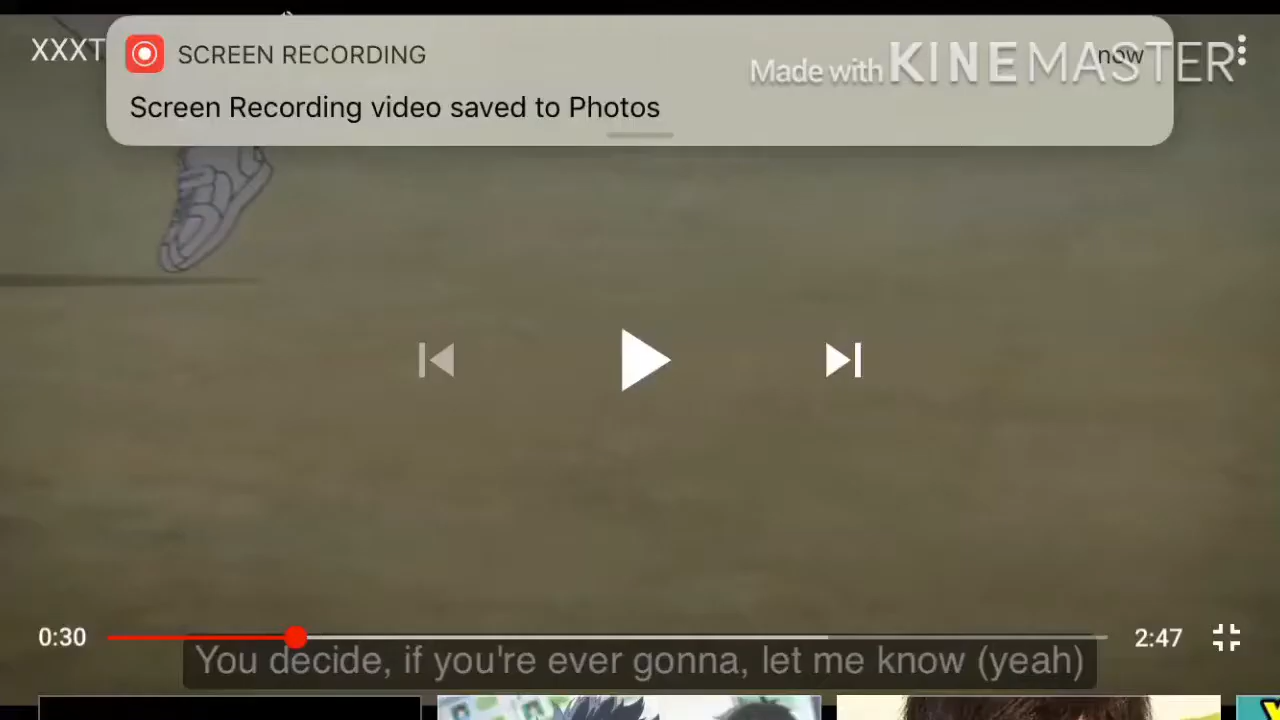 XXXT
SCREEN RECORDING
now
Made with KINEMASTER
Screen Recording video saved to Photos
0:30
2:47
You decide, if you're ever gonna, let me know (yeah)